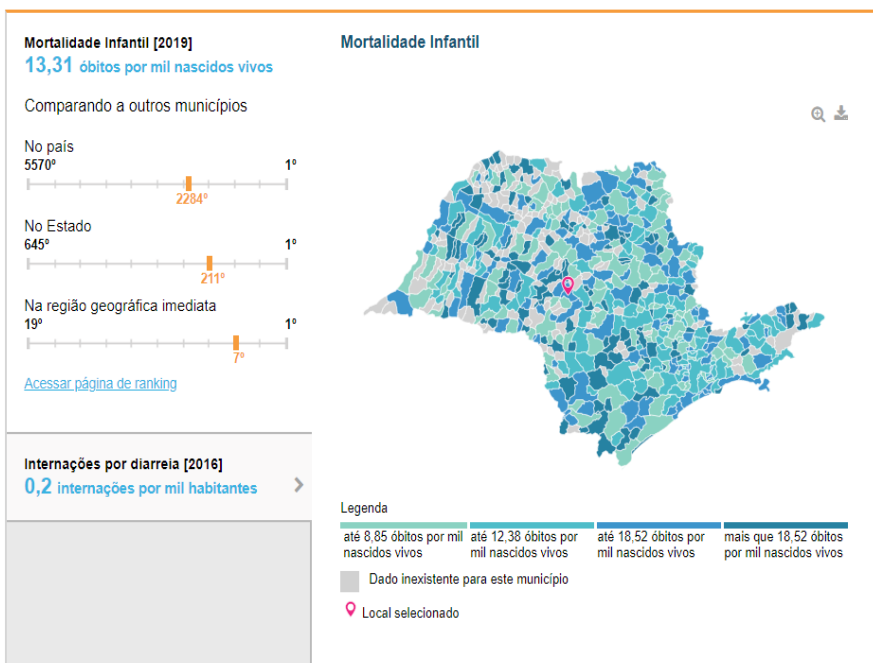 Mortalidade Infantil [2019]
13,31 óbitos por mil nascidos vivos
Comparando a outros municípios
No país
5570º 1º
2284º
No Estado
645º 1º
211º
Na região geográfica imediata
19º 1º
7º
Acessar página de ranking
Internações por diarreia [2016]
0,2 internações por mil habitantes
Mortalidade Infantil
Legenda
até 8,85 óbitos por mil
nascidos vivos
até 12,38 óbitos por
mil nascidos vivos
até 18,52 óbitos por
mil nascidos vivos
mais que 18,52 óbitos
por mil nascidos vivos
Dado inexistente para este município
Local selecionado